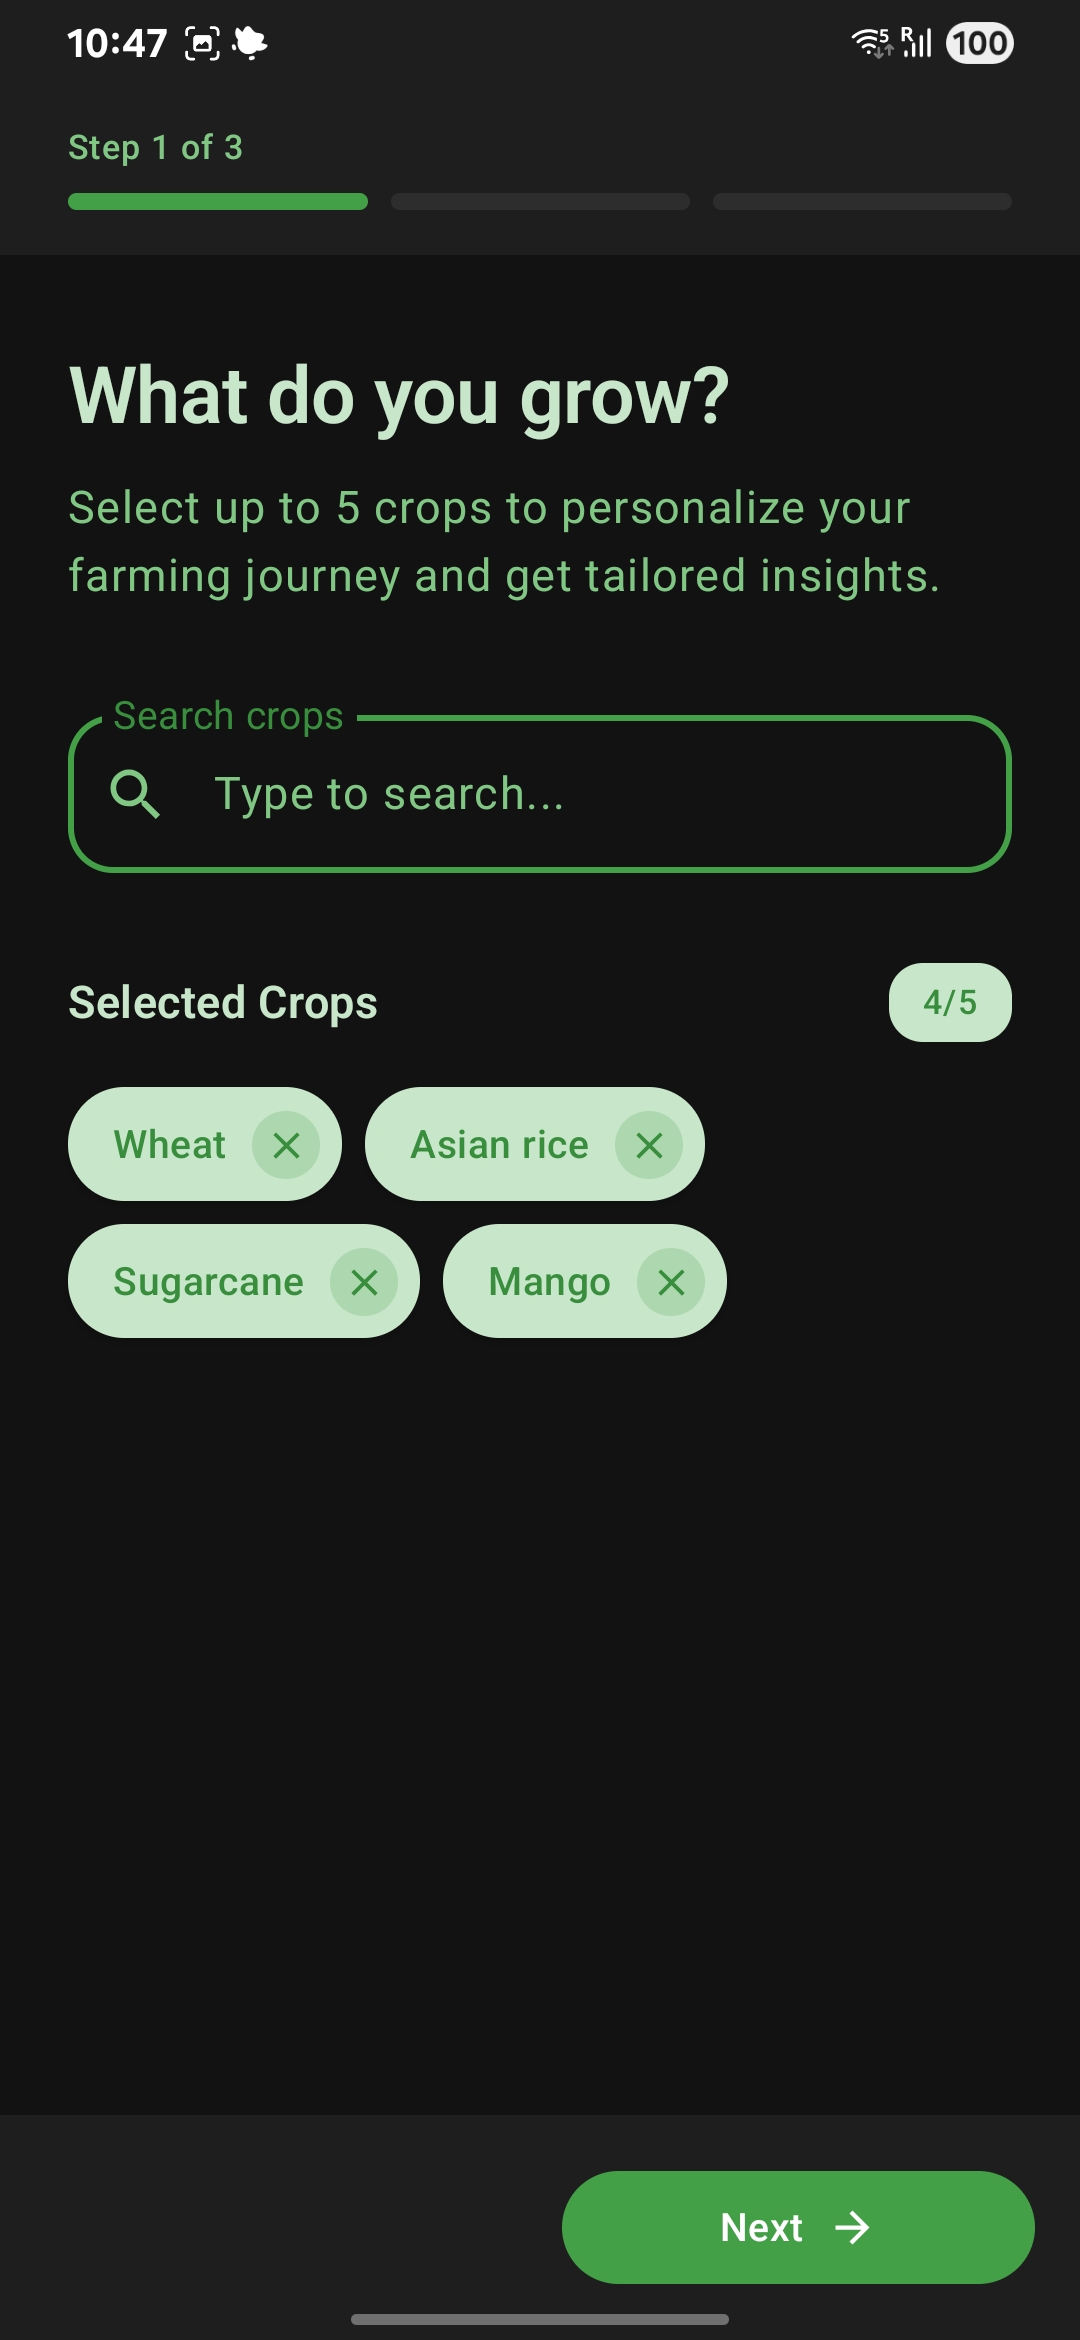 10:47
5 R 100
Step 1 of 3
What do you grow?
Select up to 5 crops to personalize your
farming journey and get tailored insights.
Search crops
Type to search...
Selected Crops
4/5
Wheat
Asian rice
Sugarcane
Mango
Next